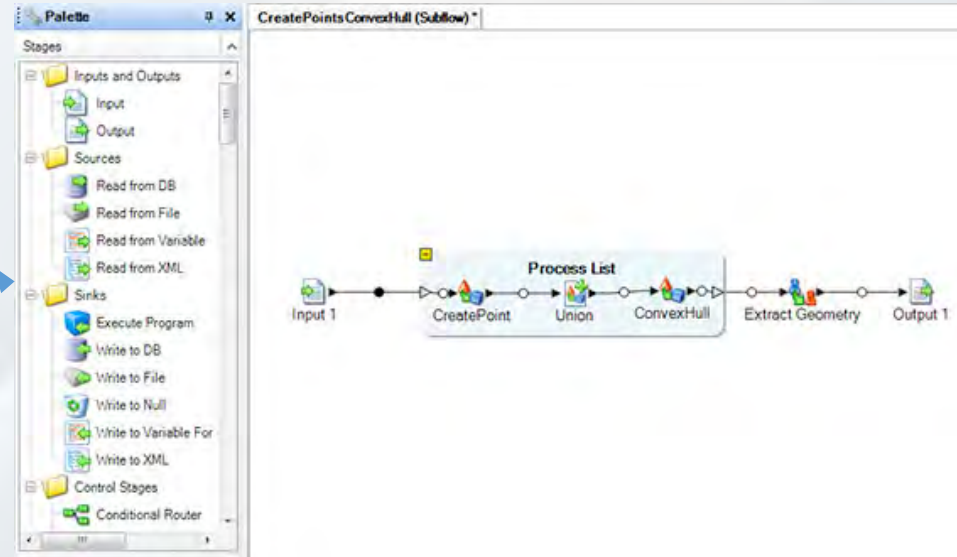 Palette
CreatePointsConvexHull (Subflow) *
Stages
Inputs and Outputs
Input
Output
Sources
Read from DB
Read from File
Read from Variable
Read from XML
Sinks
Execute Program
Write to DB
Write to File
Write to Null
Write to Variable For
Write to XML
Control Stages
Conditional Router
Process List
Input 1
CreatePoint
Union
ConvexHull
Extract Geometry
Output 1